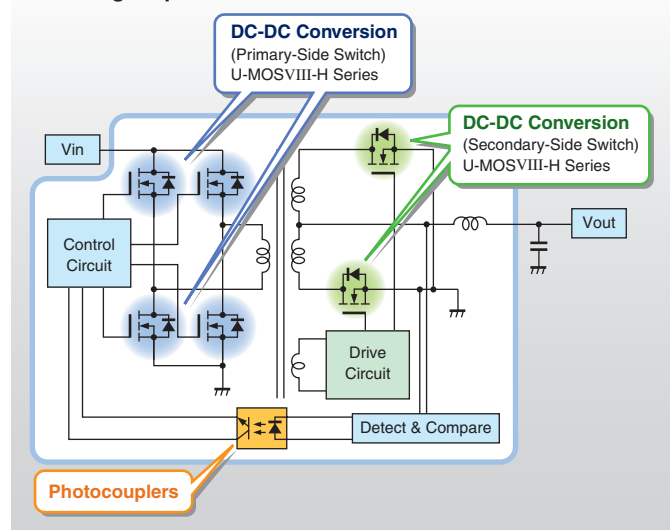 DC-DC Conversion
(Primary-Side Switch)
U-MOSVIII-H Series
DC-DC Conversion
(Secondary-Side Switch)
U-MOSVIII-H Series
Vin
Vout
Control
Circuit
Drive
Circuit
Detect & Compare
Photocouplers